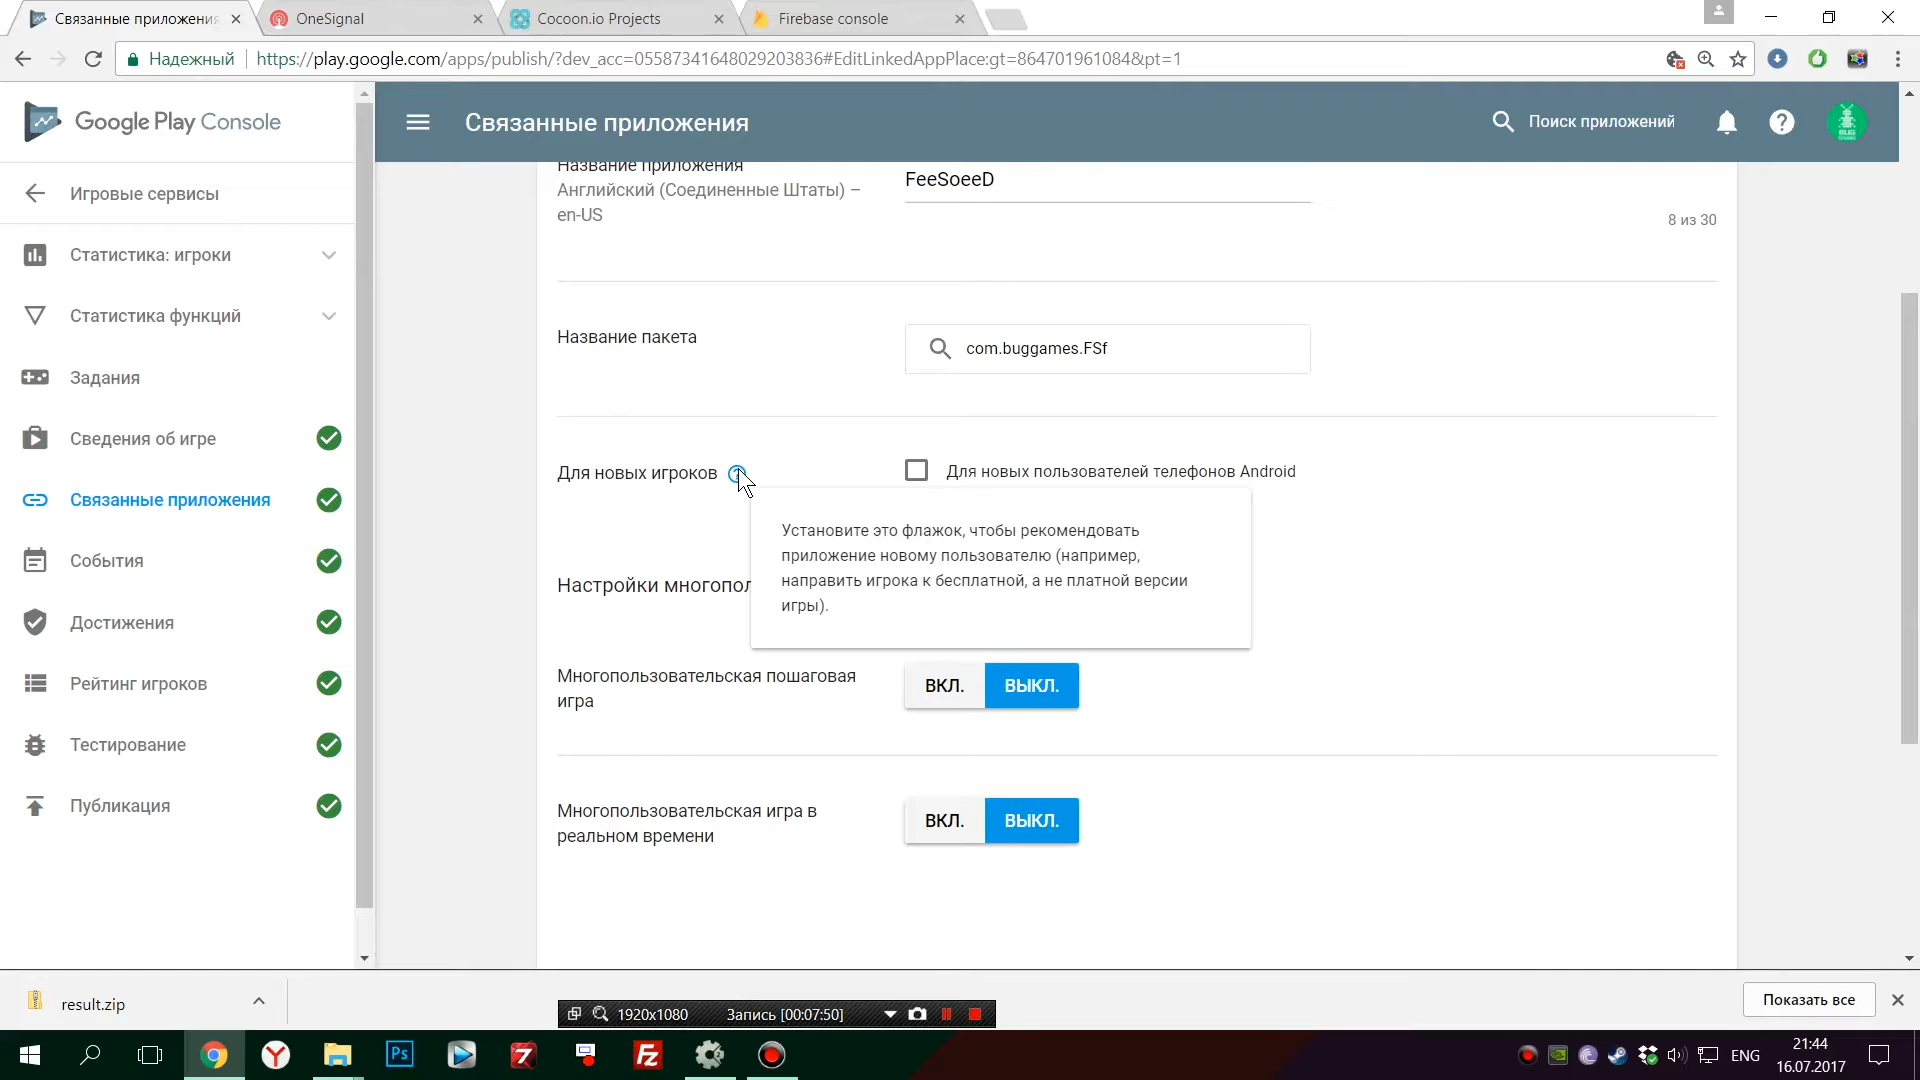 Связанные приложения
OneSignal
Cocoon.io Projects
Firebase console
Надежный
https://play.google.com/apps/publish/?dev_acc=05587341648029203836#EditLinkedAppPlace:gt=864701961084&pt=1
Google Play Console
Связанные приложения
Поиск приложений
Игровые сервисы
Статистика: игроки
Статистика функций
Задания
Сведения об игре
Связанные приложения
События
Достижения
Рейтинг игроков
Тестирование
Публикация
Название приложения
Английский (Соединенные Штаты) –
en-US
FeeSoeeD
8 из 30
Название пакета
com.buggames.FSf
Для новых игроков
Для новых пользователей телефонов Android
Установите это флажок, чтобы рекомендовать
приложение новому пользователю (например,
направить игрока к бесплатной, а не платной версии
игры).
Настройки многопол
Многопользовательская пошаговая
игра
ВКЛ.
ВЫКЛ.
Многопользовательская игра в
реальном времени
ВКЛ.
ВЫКЛ.
result.zip
Показать все
1920x1080
Запись [00:07:50]
Ps
ENG
21:44
16.07.2017